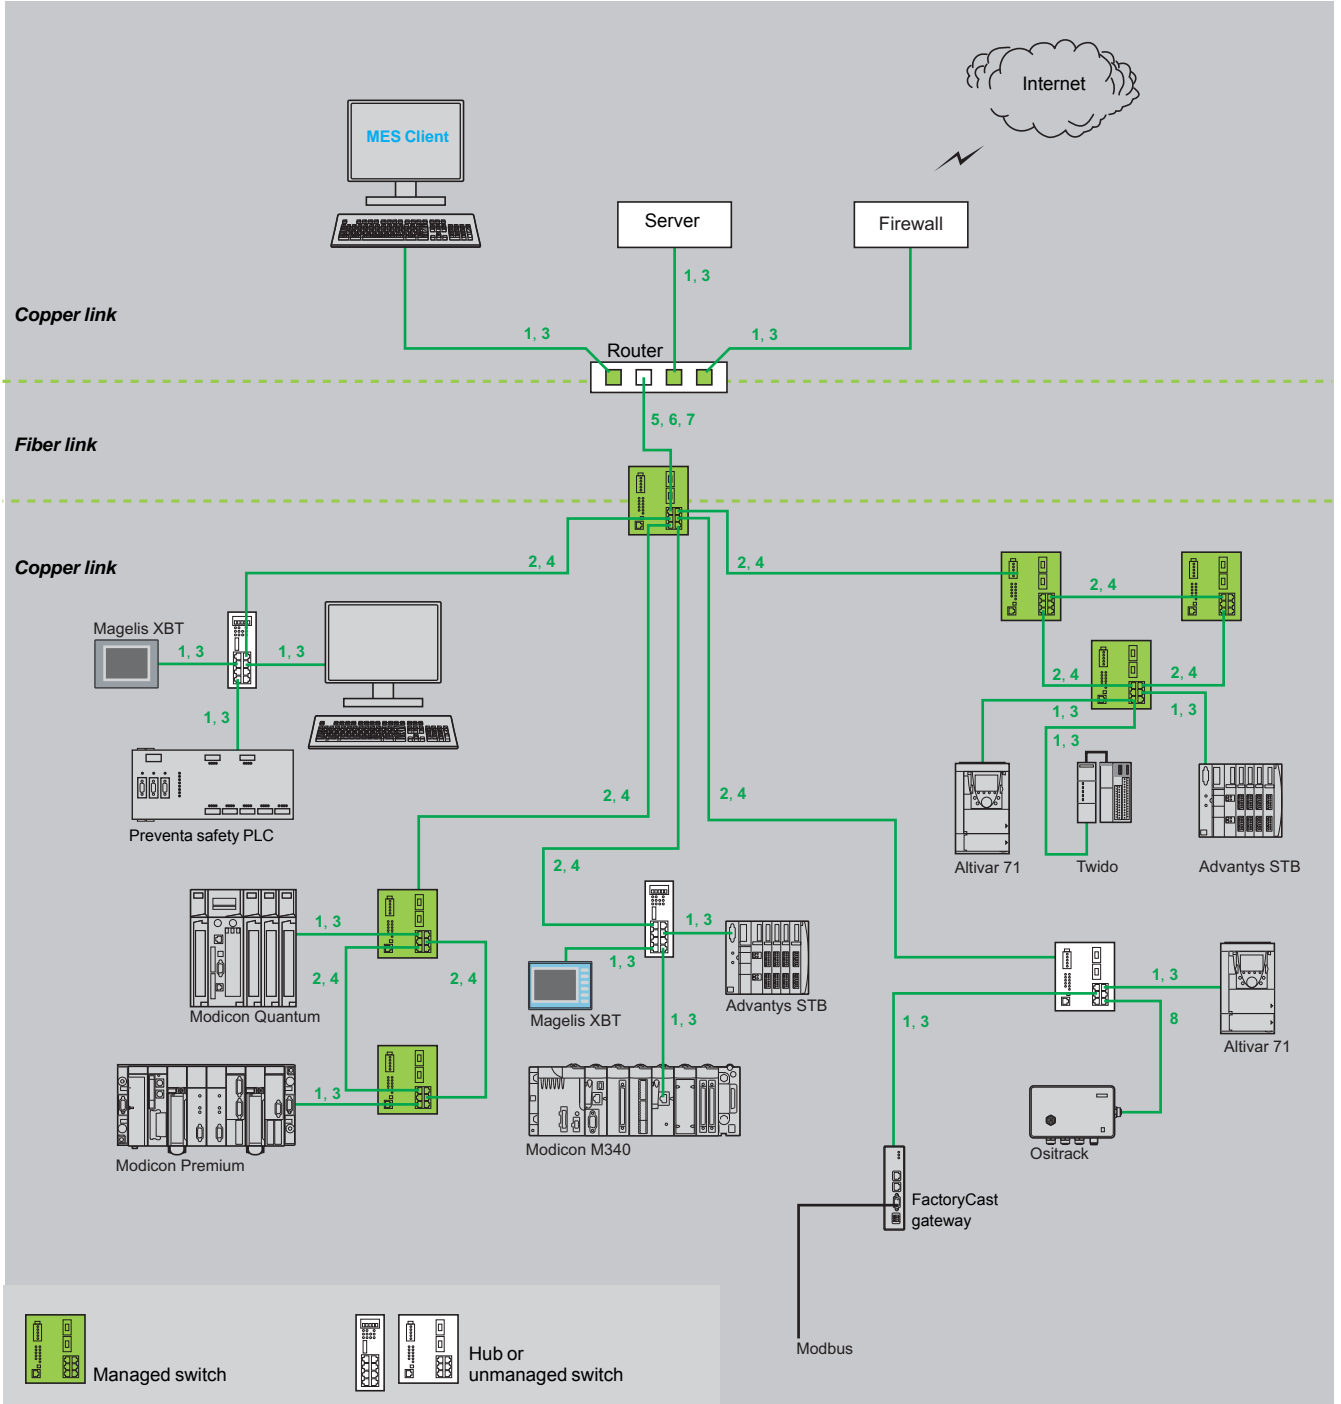 Internet
MES Client
Server
Firewall
1, 3
Copper link
1, 3
1, 3
Router
5, 6, 7
Fiber link
Copper link
2, 4
2, 4
2, 4
Magelis XBT
1, 3
1, 3
2, 4
2, 4
1, 3
1, 3
1, 3
1, 3
2, 4
2, 4
Preventa safety PLC
2, 4
Altivar 71
Twido
Advantys STB
1, 3
1, 3
2, 4
2, 4
1, 3
1, 3
Modicon Quantum
Magelis XBT
Advantys STB
1, 3
1, 3
8
Altivar 71
1, 3
Modicon M340
Ositrack
Modicon Premium
FactoryCast
gateway
Modbus
Managed switch
Hub or
unmanaged switch